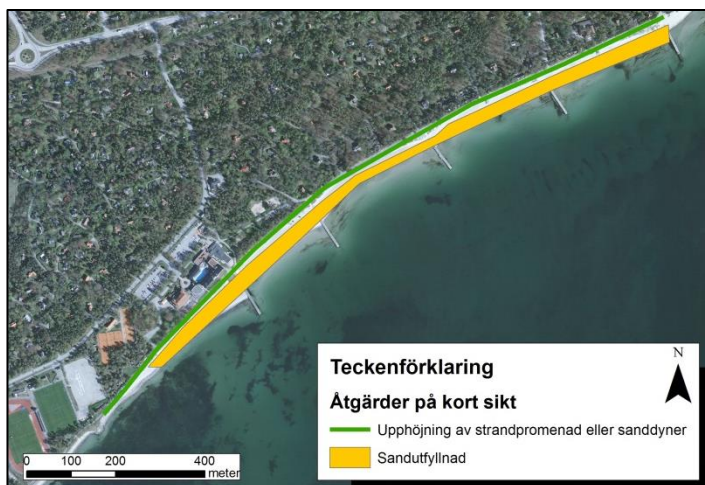 Teckenförklaring
Åtgärder på kort sikt
Upphöjning av strandpromenad eller sanddyner
Sandutfyllnad
N
0 100 200 400
meter